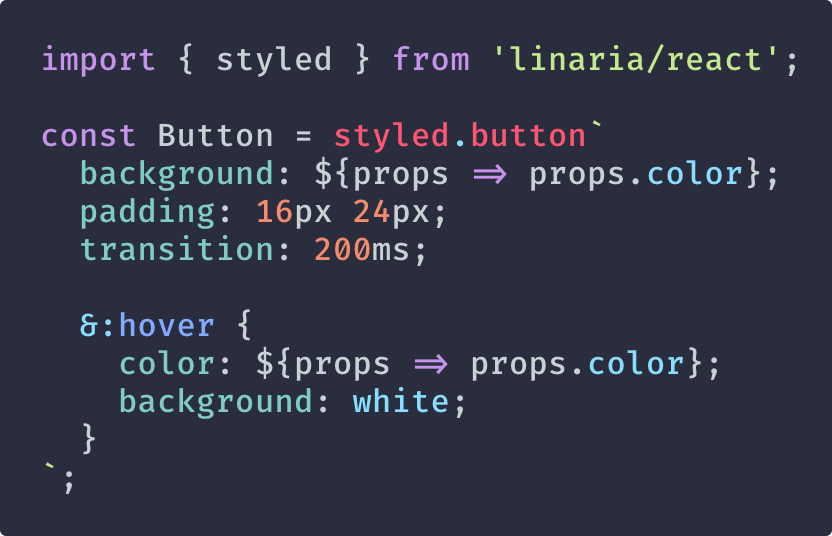 import { styled } from 'linaria/react';
const Button = styled.button`
  background: ${props => props.color};
  padding: 16px 24px;
  transition: 200ms;
  &:hover {
    color: ${props => props.color};
    background: white;
  }
`;